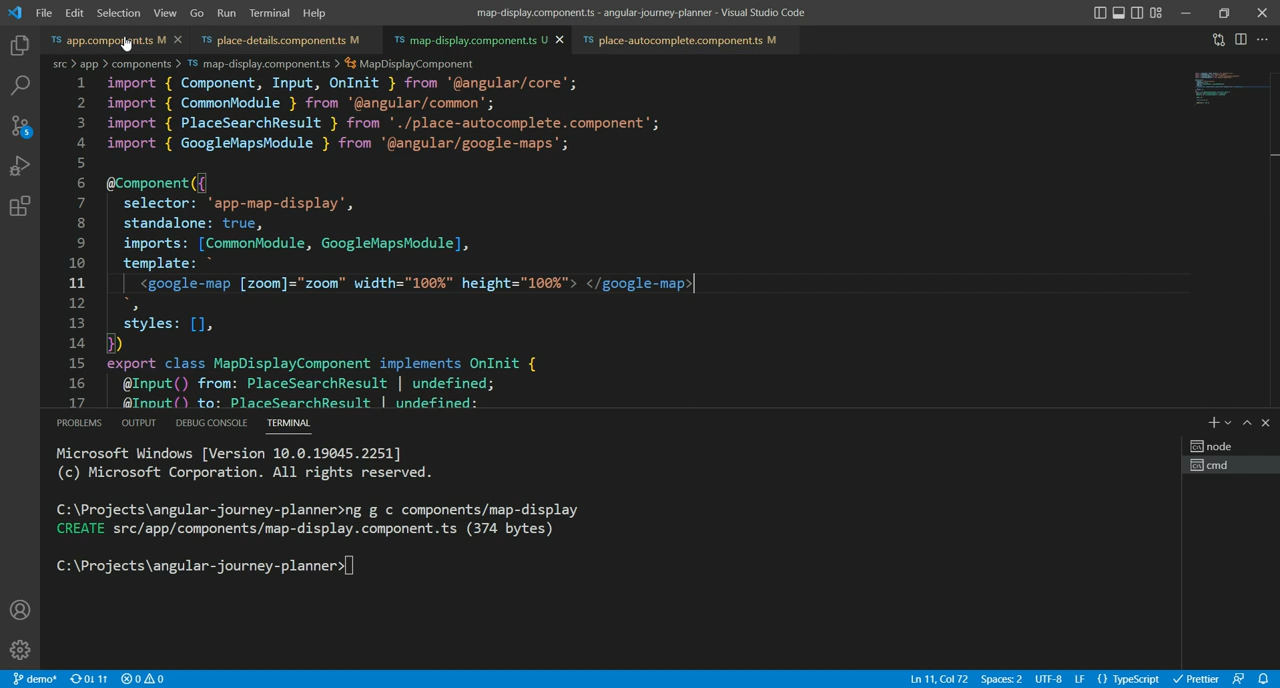 File Edit Selection View Go Run Terminal Help
map-display.component.ts - angular-journey-planner - Visual Studio Code
TS app.component.ts M
TS place-details.component.ts M
TS map-display.component.ts U
TS place-autocomplete.component.ts M
src > app > components > TS map-display.component.ts > MapDisplayComponent
1 import { Component, Input, OnInit } from '@angular/core';
2 import { CommonModule } from '@angular/common';
3 import { PlaceSearchResult } from './place-autocomplete.component';
4 import { GoogleMapsModule } from '@angular/google-maps';
5
6 @Component({
7 selector: 'app-map-display',
8 standalone: true,
9 imports: [CommonModule, GoogleMapsModule],
10 template: `
11 <google-map [zoom]="zoom" width="100%" height="100%"> </google-map>
12 `,
13 styles: [],
14 })
15 export class MapDisplayComponent implements OnInit {
16 @Input() from: PlaceSearchResult | undefined;
17 @Input() to: PlaceSearchResult | undefined;
5
PROBLEMS OUTPUT DEBUG CONSOLE TERMINAL
Microsoft Windows [Version 10.0.19045.2251]
(c) Microsoft Corporation. All rights reserved.
C:\Projects\angular-journey-planner>ng g c components/map-display
CREATE src/app/components/map-display.component.ts (374 bytes)
C:\Projects\angular-journey-planner>
node
cmd
demo* 0↓ 1↑ 0 0
Ln 11, Col 72 Spaces: 2 UTF-8 LF {} TypeScript Prettier